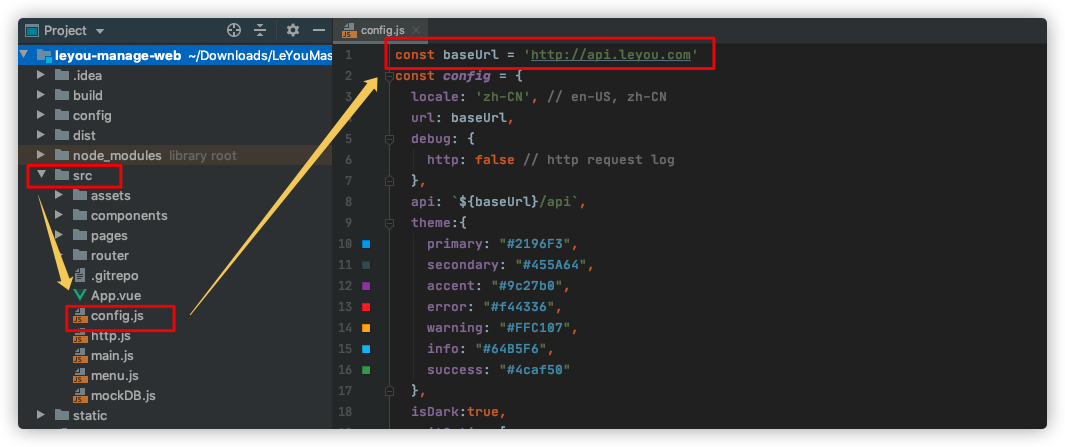 Project
leyou-manage-web ~/Downloads/LeYouMas
.idea
build
config
dist
node_modules library root
src
assets
components
pages
router
.gitrepo
App.vue
config.js
http.js
main.js
menu.js
mockDB.js
static
config.js
1 const baseUrl = 'http://api.leyou.com'
2 const config = {
3 locale: 'zh-CN', // en-US, zh-CN
4 url: baseUrl,
5 debug: {
6 http: false // http request log
7 },
8 api: `${baseUrl}/api`,
9 theme:{
10 primary: "#2196F3",
11 secondary: "#455A64",
12 accent: "#9c27b0",
13 error: "#f44336",
14 warning: "#FFC107",
15 info: "#64B5F6",
16 success: "#4caf50"
17 },
18 isDark:true,